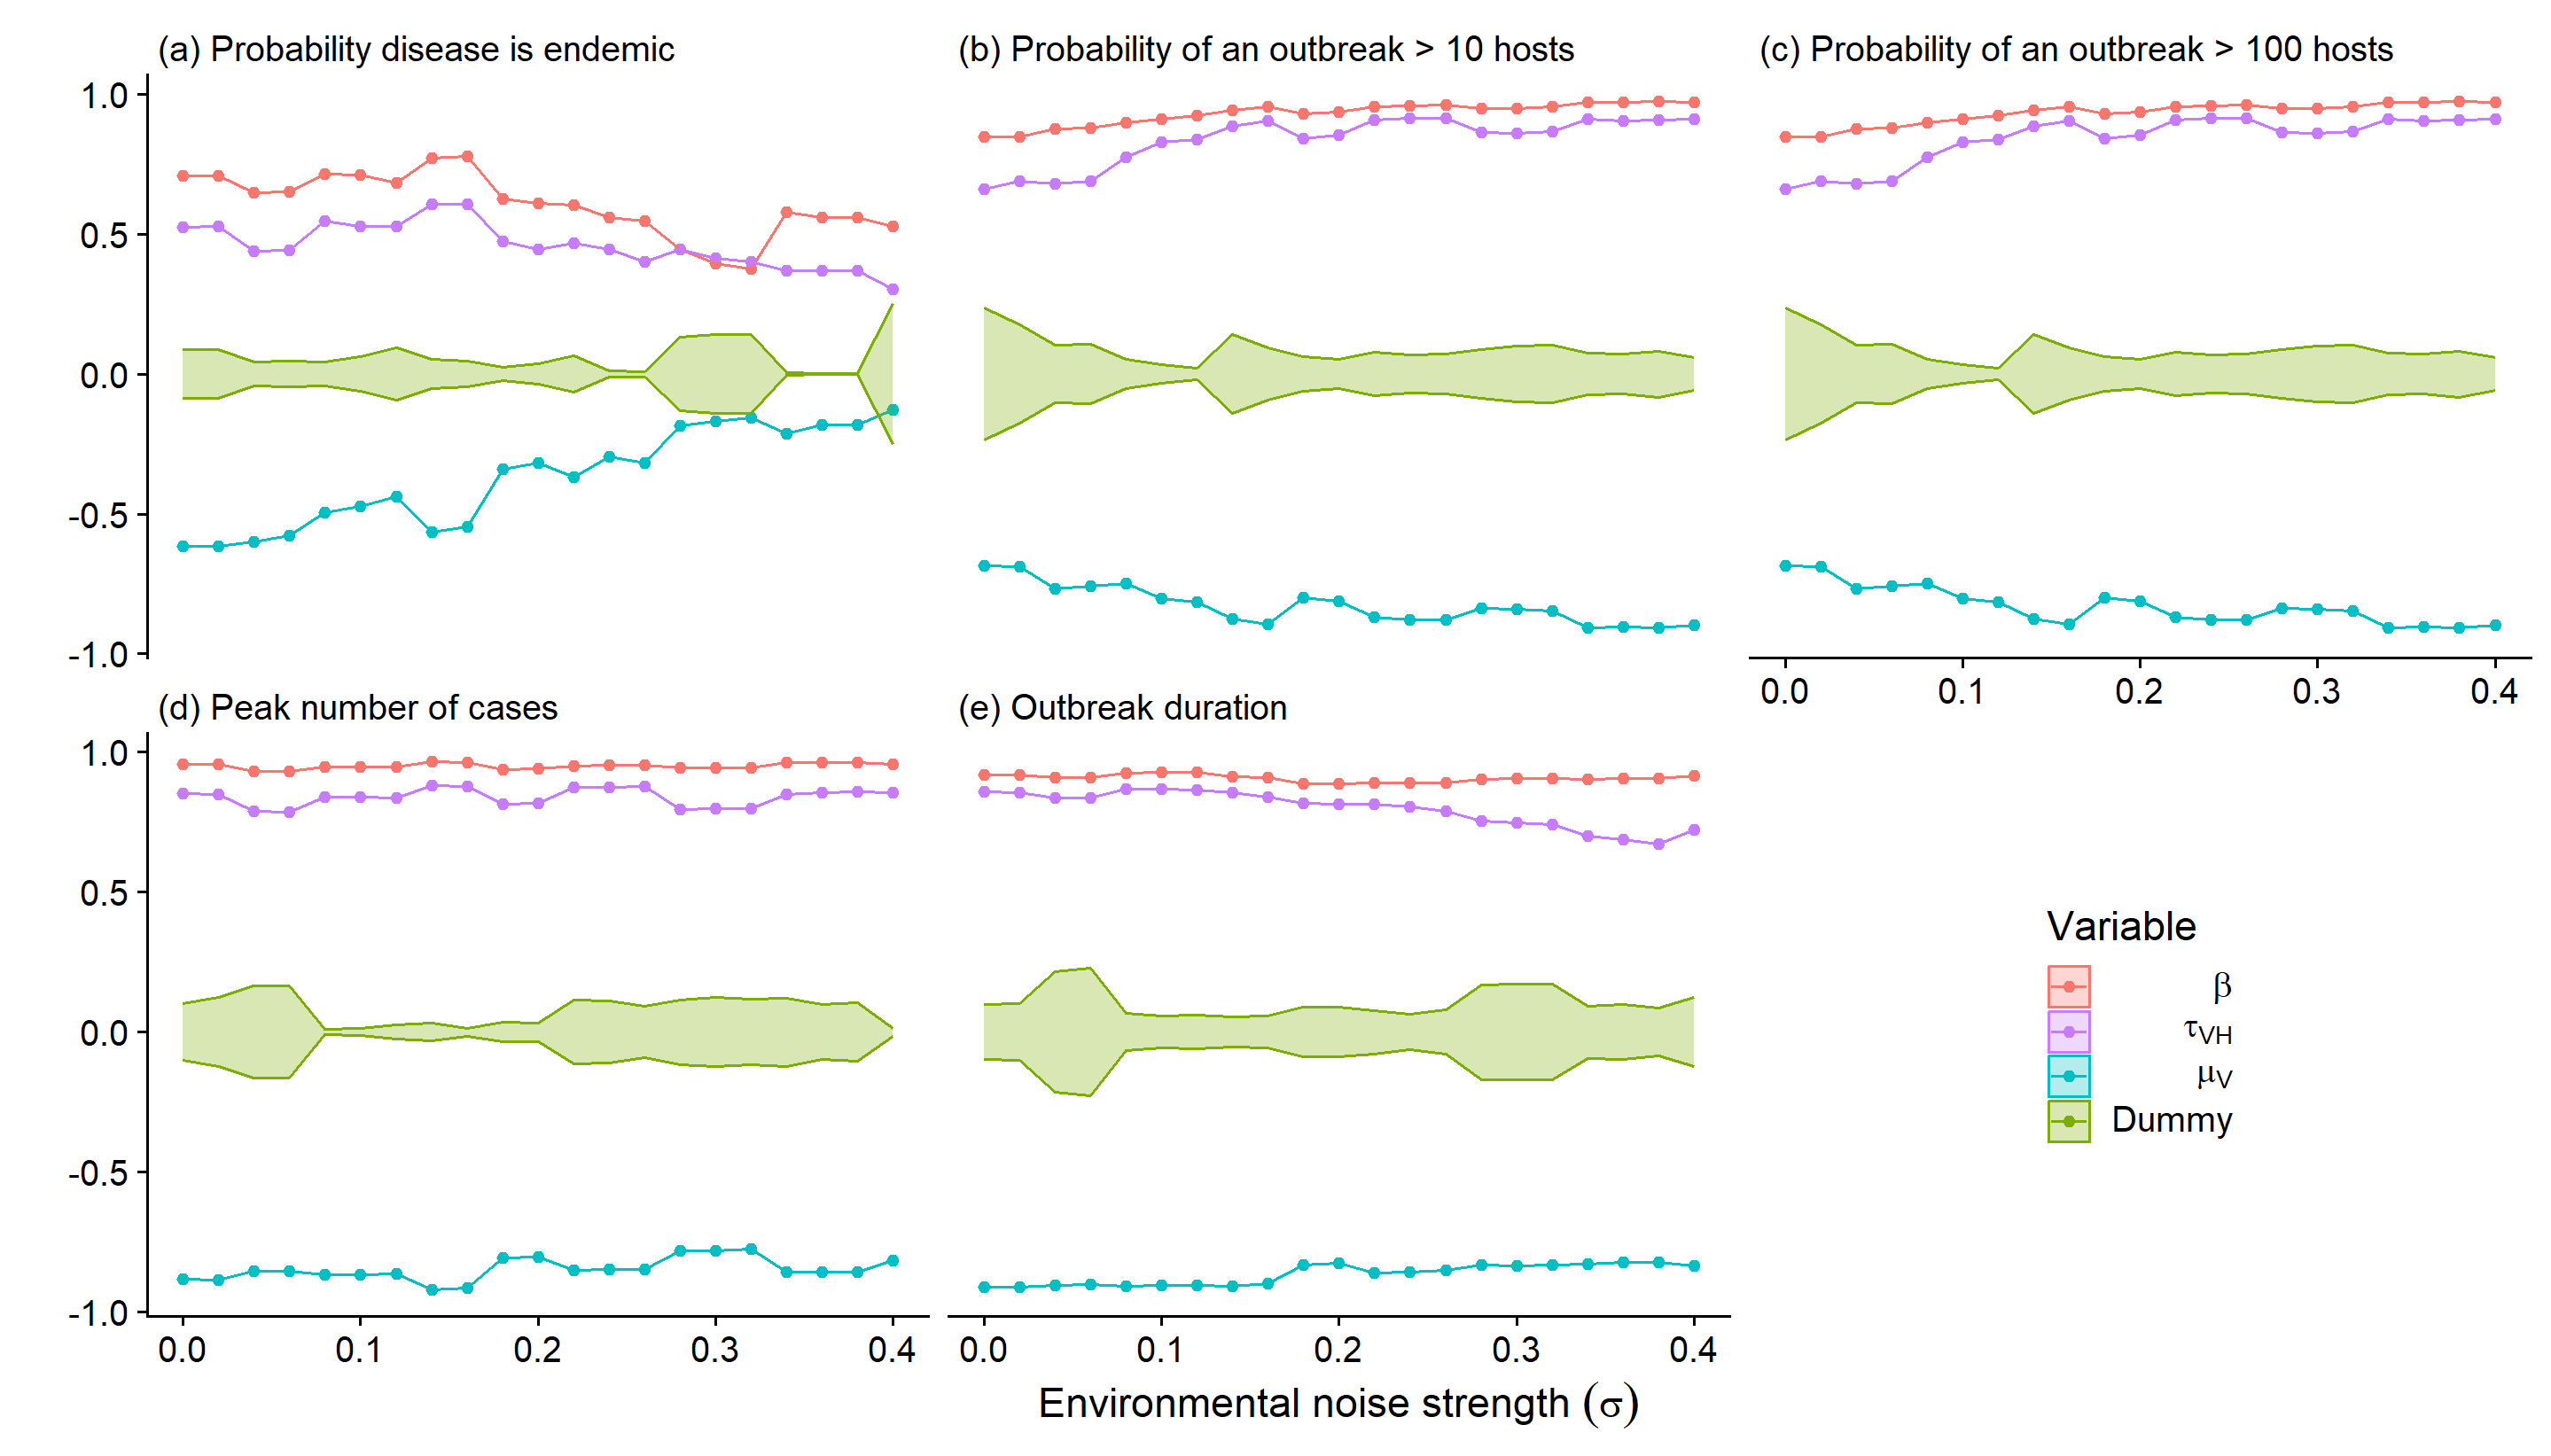 (a) Probability disease is endemic
(b) Probability of an outbreak > 10 hosts
(c) Probability of an outbreak > 100 hosts
1.0
0.5
0.0
-0.5
-1.0
0.0 0.1 0.2 0.3 0.4
(d) Peak number of cases
(e) Outbreak duration
1.0
0.5
0.0
-0.5
-1.0
0.0 0.1 0.2 0.3 0.4
0.0 0.1 0.2 0.3 0.4
Environmental noise strength (σ)
Variable
β
τVH
μV
Dummy